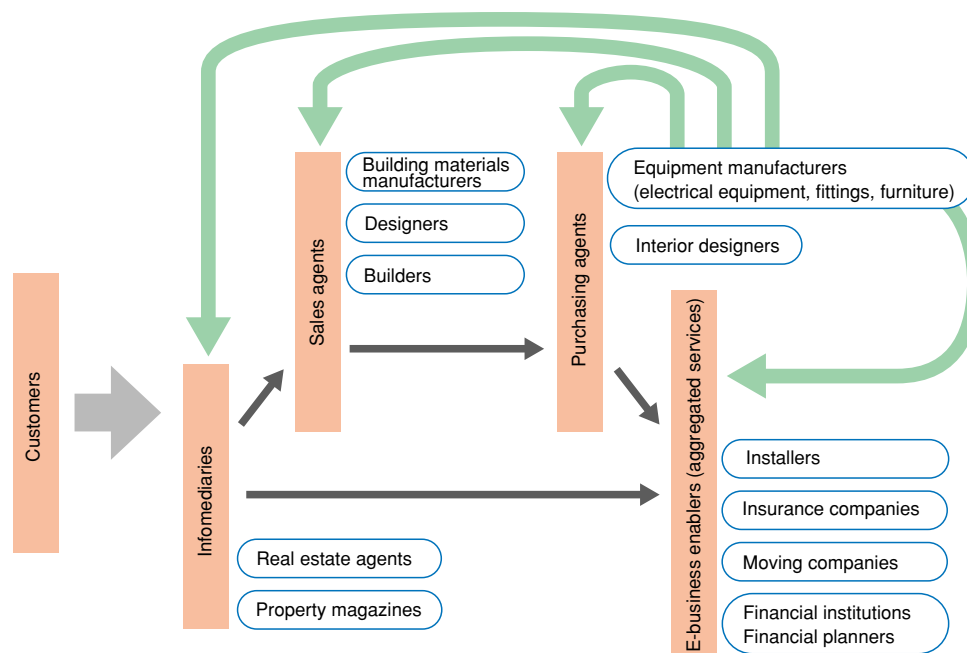 Customers
Infomediaries
Real estate agents
Property magazines
Sales agents
Building materials
manufacturers
Designers
Builders
Purchasing agents
Equipment manufacturers
(electrical equipment, fittings, furniture)
Interior designers
E-business enablers (aggregated services)
Installers
Insurance companies
Moving companies
Financial institutions
Financial planners